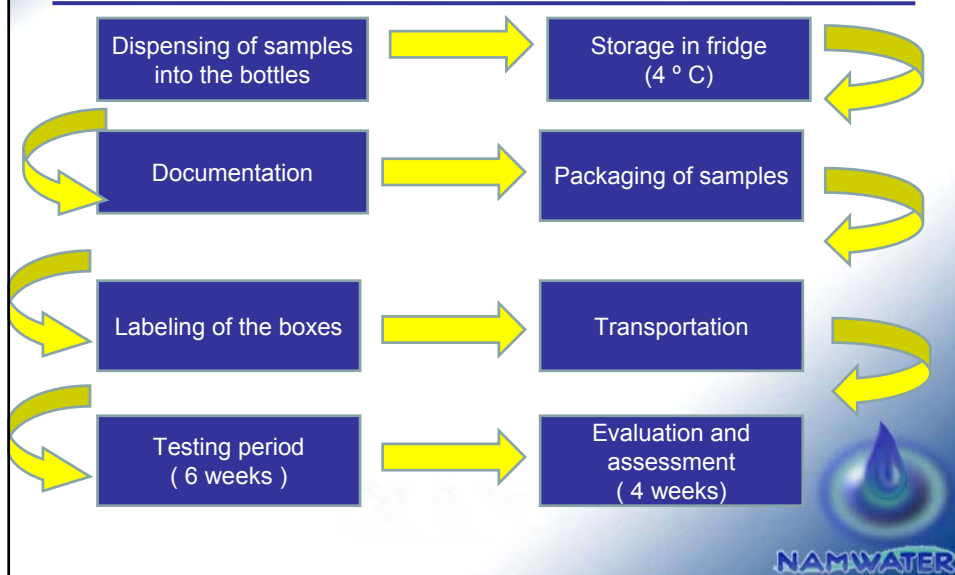 Dispensing of samples
into the bottles
Storage in fridge
(4 º C)
Documentation
Packaging of samples
Labeling of the boxes
Transportation
Testing period
( 6 weeks )
Evaluation and
assessment
( 4 weeks)
NAMWATER